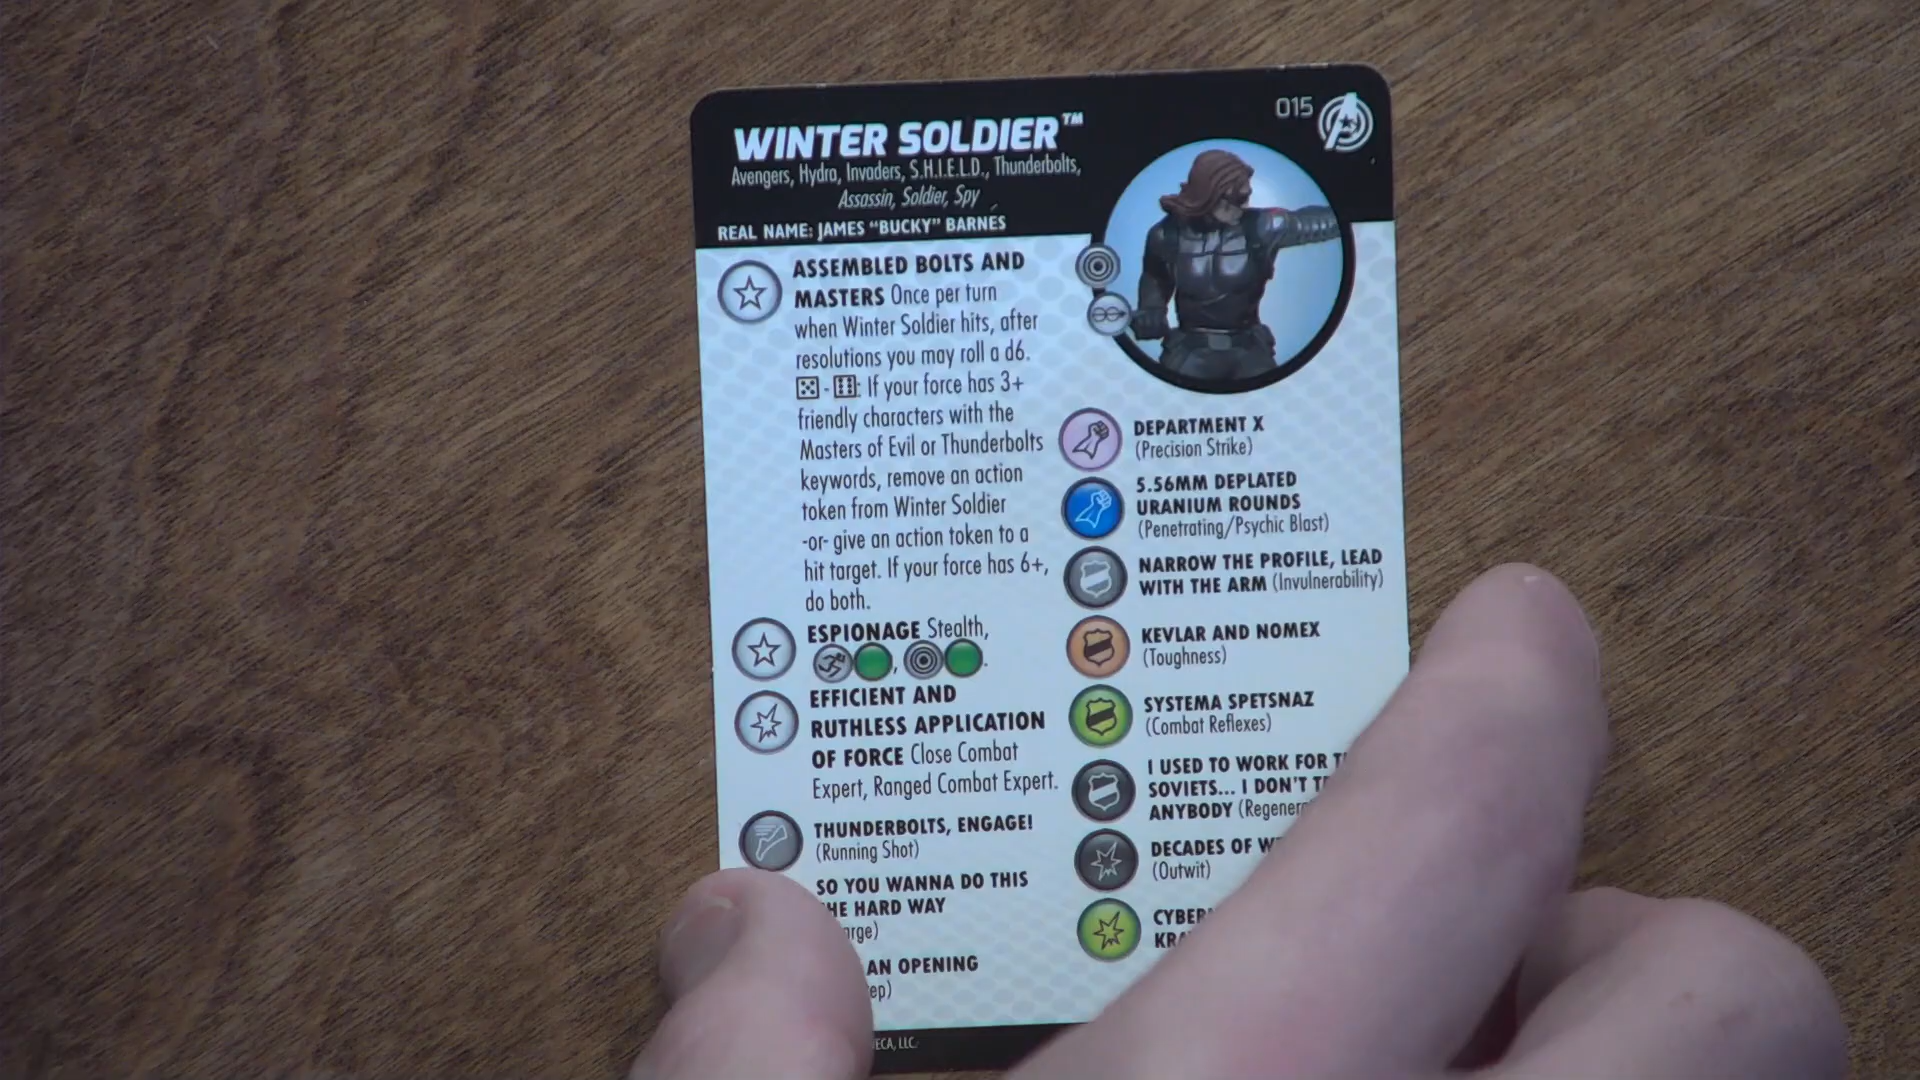 WINTER SOLDIER™
015
Avengers, Hydra, Invaders, S.H.I.E.L.D., Thunderbolts,
Assassin, Soldier, Spy
REAL NAME: JAMES “BUCKY” BARNES
ASSEMBLED BOLTS AND
MASTERS Once per turn
when Winter Soldier hits, after
resolutions you may roll a d6.
- : If your force has 3+
friendly characters with the
Masters of Evil or Thunderbolts
keywords, remove an action
token from Winter Soldier
-or- give an action token to a
hit target. If your force has 6+,
do both.
ESPIONAGE Stealth,
, .
EFFICIENT AND
RUTHLESS APPLICATION
OF FORCE Close Combat
Expert, Ranged Combat Expert.
THUNDERBOLTS, ENGAGE!
(Running Shot)
SO YOU WANNA DO THIS
HARD WAY
AN OPENING
DEPARTMENT X
(Precision Strike)
5.56MM DEPLATED
URANIUM ROUNDS
(Penetrating/Psychic Blast)
NARROW THE PROFILE, LEAD
WITH THE ARM (Invulnerability)
KEVLAR AND NOMEX
(Toughness)
SYSTEMA SPETSNAZ
(Combat Reflexes)
I USED TO WORK FOR
SOVIETS... I DON'T
ANYBODY
DECADES OF
(Outwit)
LLC.